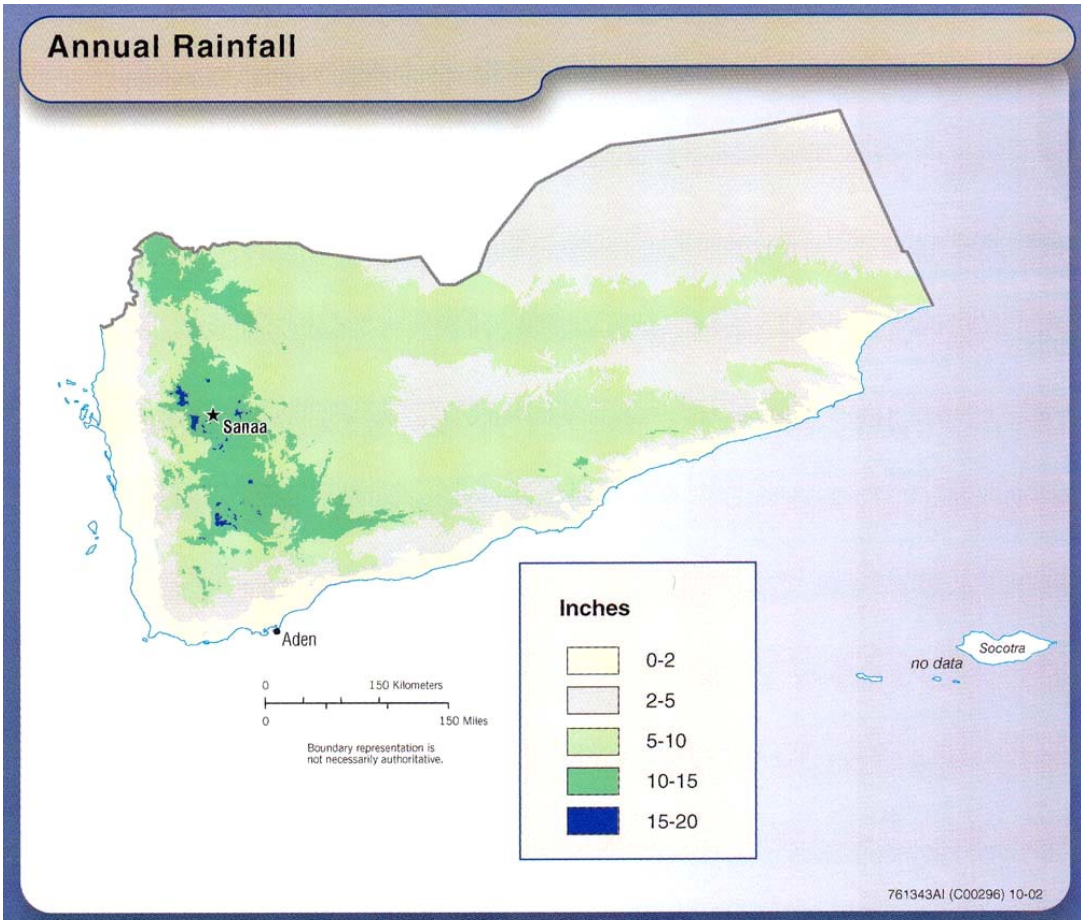 Annual Rainfall
Sanaa
Aden
0 150 Kilometers
0 150 Miles
Boundary representation is
not necessarily authoritative.
Inches
0-2
2-5
5-10
10-15
15-20
Socotra
no data
761343AI (C00296) 10-02